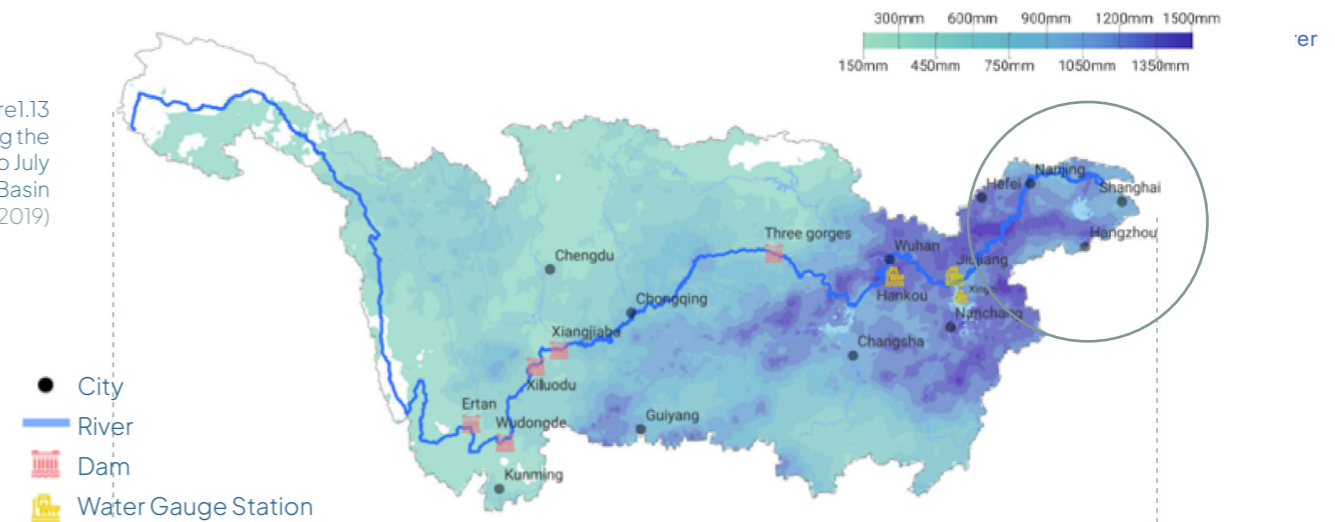 300mm 600mm 900mm 1200mm 1500mm
150mm 450mm 750mm 1050mm 1350mm
rer
re1.13
g the
o July
Basin
2019)
Nanjing
Hefei
Shanghai
Hangzhou
Three gorges
Wuhan
Chengdu
Jiujiang
Hankou
Chongqing
Nanchang
Xiangjiaba
Changsha
Xiluodu
Ertan
Guiyang
Wudongde
Kunming
City
River
Dam
Water Gauge Station